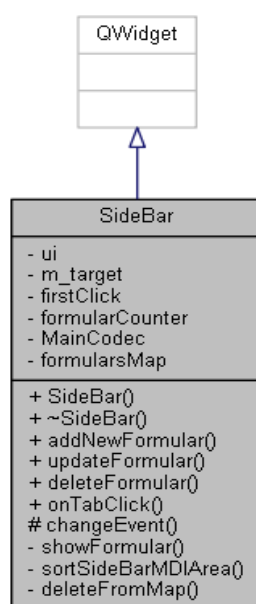 QWidget
SideBar
- ui
- m_target
- firstClick
- formularCounter
- MainCodec
- formularsMap
+ SideBar()
+ ~SideBar()
+ addNewFormular()
+ updateFormular()
+ deleteFormular()
+ onTabClick()
# changeEvent()
- showFormular()
- sortSideBarMDIArea()
- deleteFromMap()